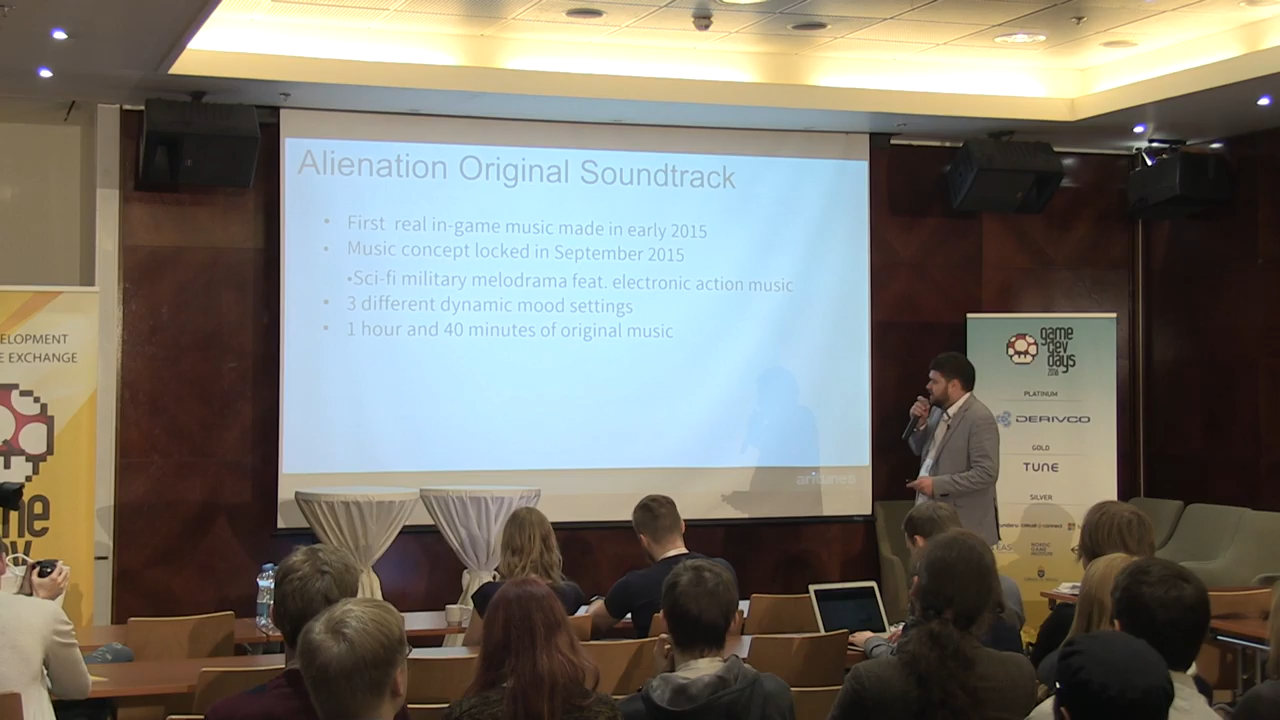 Alienation Original Soundtrack
• First real in-game music made in early 2015
• Music concept locked in September 2015
•Sci-fi military melodrama feat. electronic action music
• 3 different dynamic mood settings
• 1 hour and 40 minutes of original music
ELOPMENT
E EXCHANGE
game
dev
days
PLATINUM
DERIVCO
GOLD
TUNE
SILVER
NORDIC
GAME